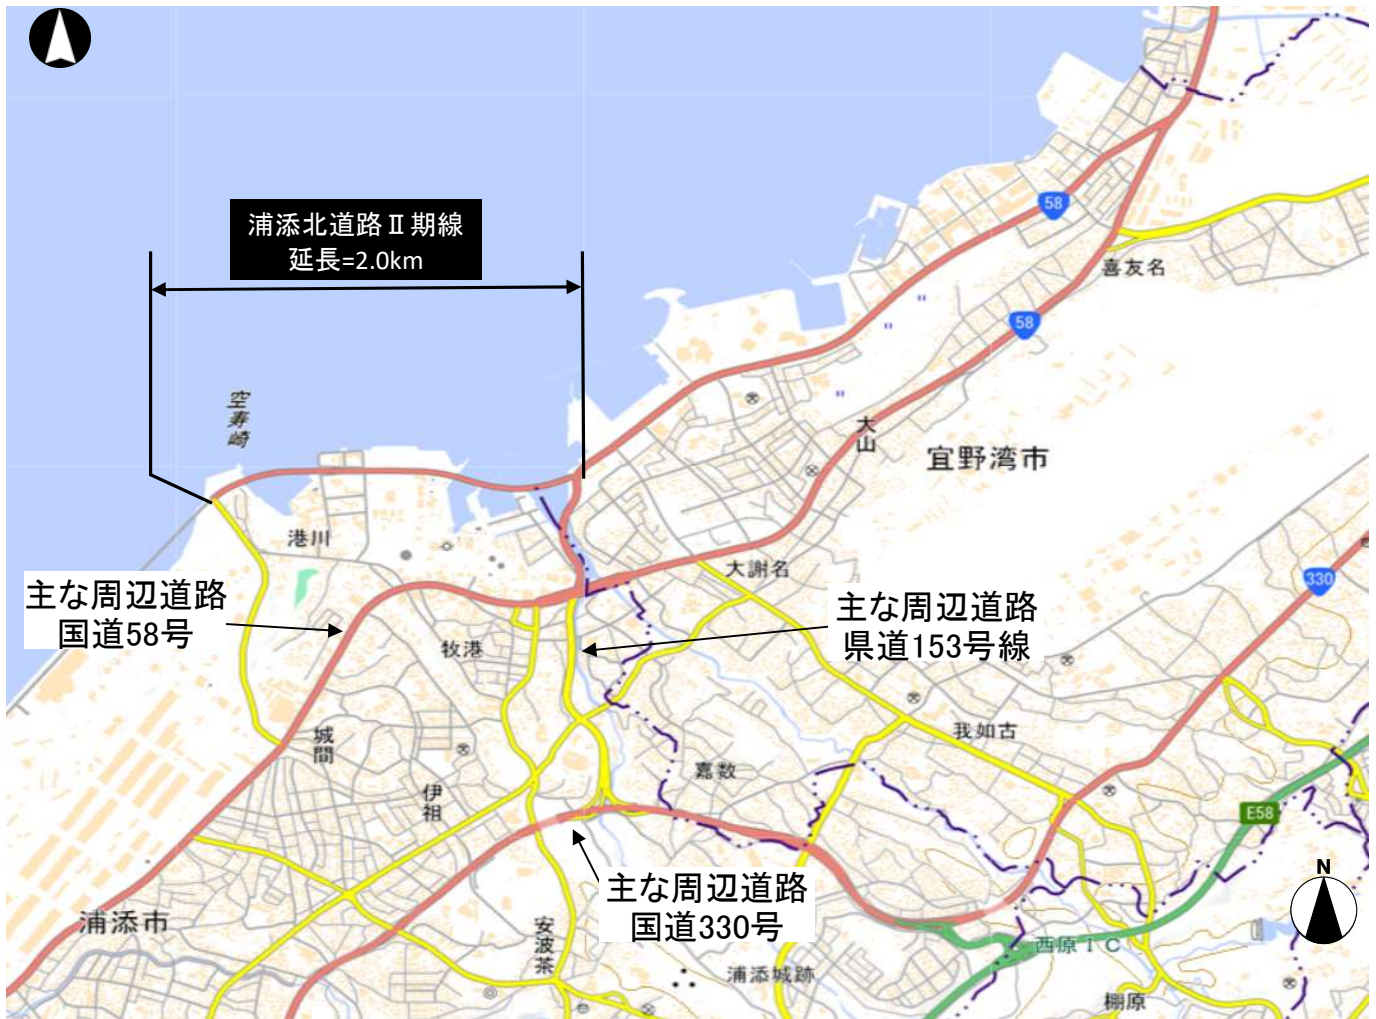 浦添北道路Ⅱ期線
延長=2.0km
58
喜友名
58
空寿崎
大山
宜野湾市
港川
大謝名
330
主な周辺道路
国道58号
主な周辺道路
県道153号線
牧港
城間
我如古
嘉数
伊祖
E58
主な周辺道路
国道330号
N
浦添市
安波茶
西原IC
浦添城跡
棚原